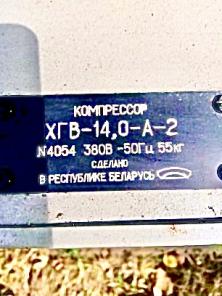 КОМПРЕССОР
ХГВ-14,0-А-2
№4054 380В -50Гц 55кг
СДЕЛАНО
В РЕСПУБЛИКЕ БЕЛАРУСЬ